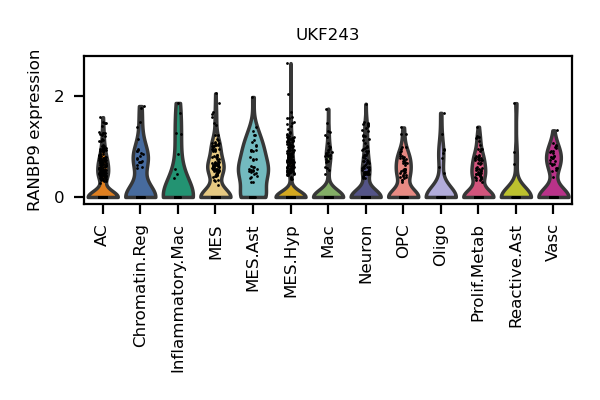 UKF243
RANBP9 expression
2
0
AC
Chromatin.Reg
Inflammatory.Mac
MES
MES.Ast
MES.Hyp
Mac
Neuron
OPC
Oligo
Prolif.Metab
Reactive.Ast
Vasc